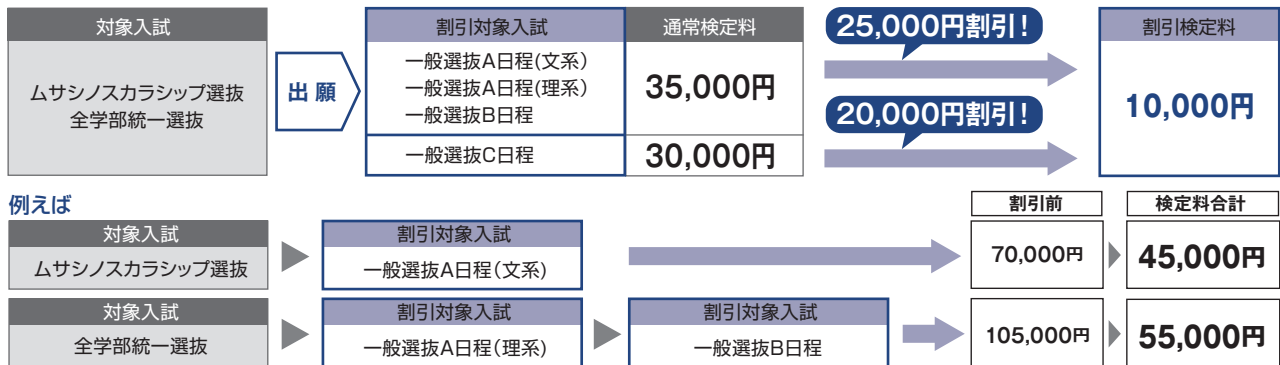 対象入試
ムサシノスカラシップ選抜
全学部統一選抜
出 願
割引対象入試
通常検定料
一般選抜A日程(文系)
一般選抜A日程(理系)
一般選抜B日程
35,000円
一般選抜C日程
30,000円
25,000円割引!
20,000円割引!
割引検定料
10,000円
例えば
割引前
検定料合計
対象入試
ムサシノスカラシップ選抜
割引対象入試
一般選抜A日程(文系)
70,000円
45,000円
対象入試
全学部統一選抜
割引対象入試
一般選抜A日程(理系)
割引対象入試
一般選抜B日程
105,000円
55,000円